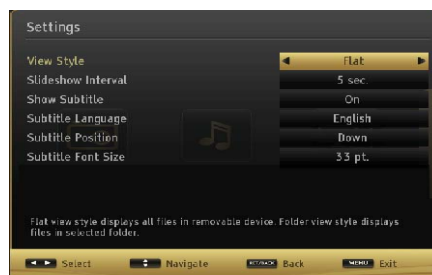 Settings
View Style Flat
Slideshow Interval 5 sec.
Show Subtitle On
Subtitle Language English
Subtitle Position Down
Subtitle Font Size 33 pt.
Flat view style displays all files in removable device. Folder view style displays
files in selected folder.
Select Navigate RET/BACK Back MENU Exit